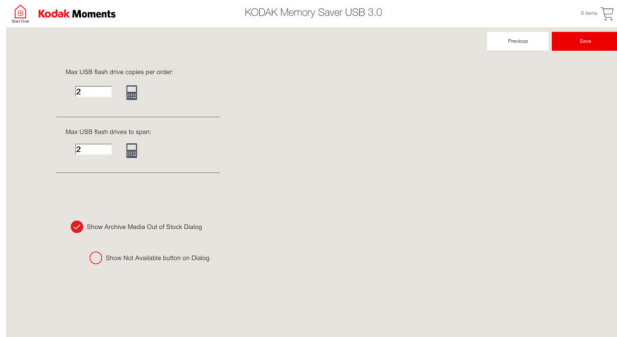 Start Over
Kodak Moments
KODAK Memory Saver USB 3.0
0 items
Previous
Save
Max USB flash drive copies per order:
2
Max USB flash drives to span:
2
Show Archive Media Out of Stock Dialog
Show Not Available button on Dialog